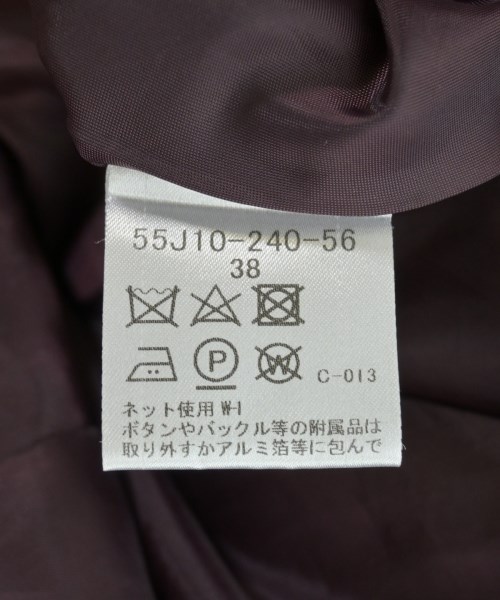 55J10-240-56
38
P W C-013
ネット使用 W-I
ボタンやバックル等の附属品は
取り外すかアルミ箔等に包んで